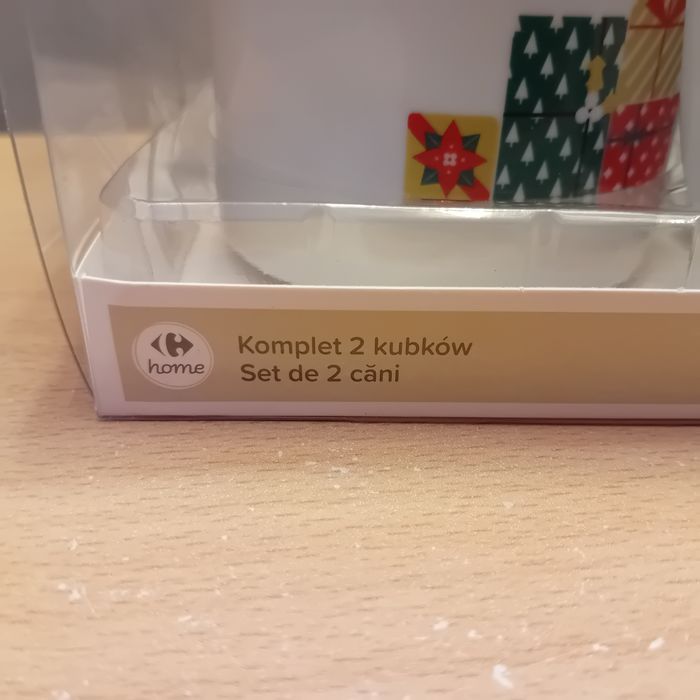 home
Komplet 2 kubków
Set de 2 căni